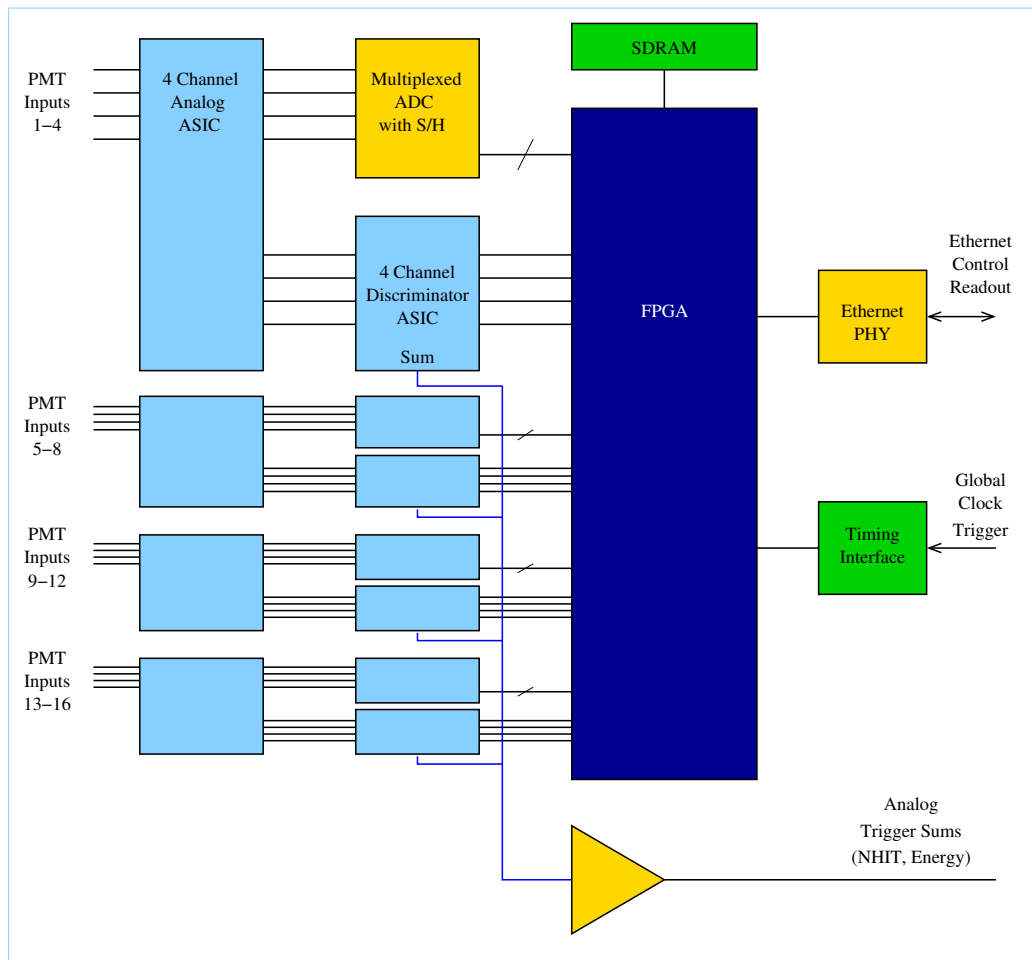 PMT
Inputs
1−4
4 Channel
Analog
ASIC
Multiplexed
ADC
with S/H
SDRAM
4 Channel
Discriminator
ASIC
Sum
FPGA
Ethernet
Control
Readout
Ethernet
PHY
PMT
Inputs
5−8
Global
Clock
Trigger
Timing
Interface
PMT
Inputs
9−12
PMT
Inputs
13−16
Analog
Trigger Sums
(NHIT, Energy)